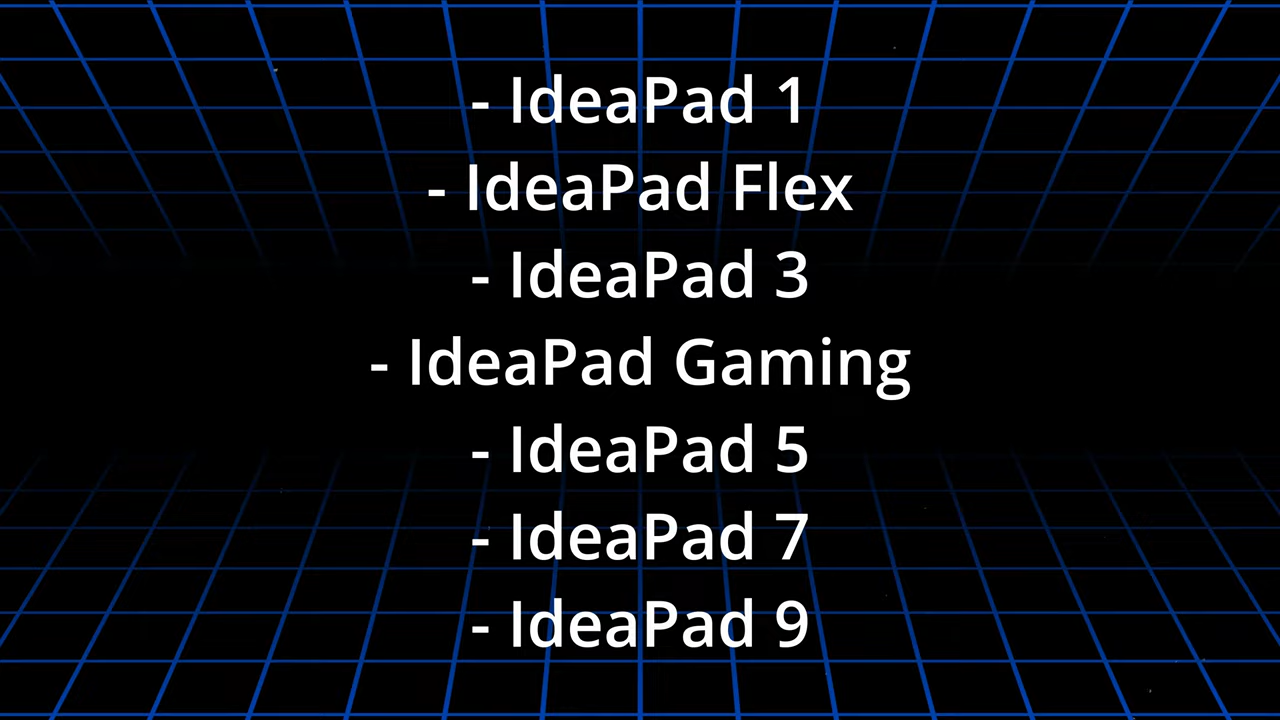 - IdeaPad 1
- IdeaPad Flex
- IdeaPad 3
- IdeaPad Gaming
- IdeaPad 5
- IdeaPad 7
- IdeaPad 9